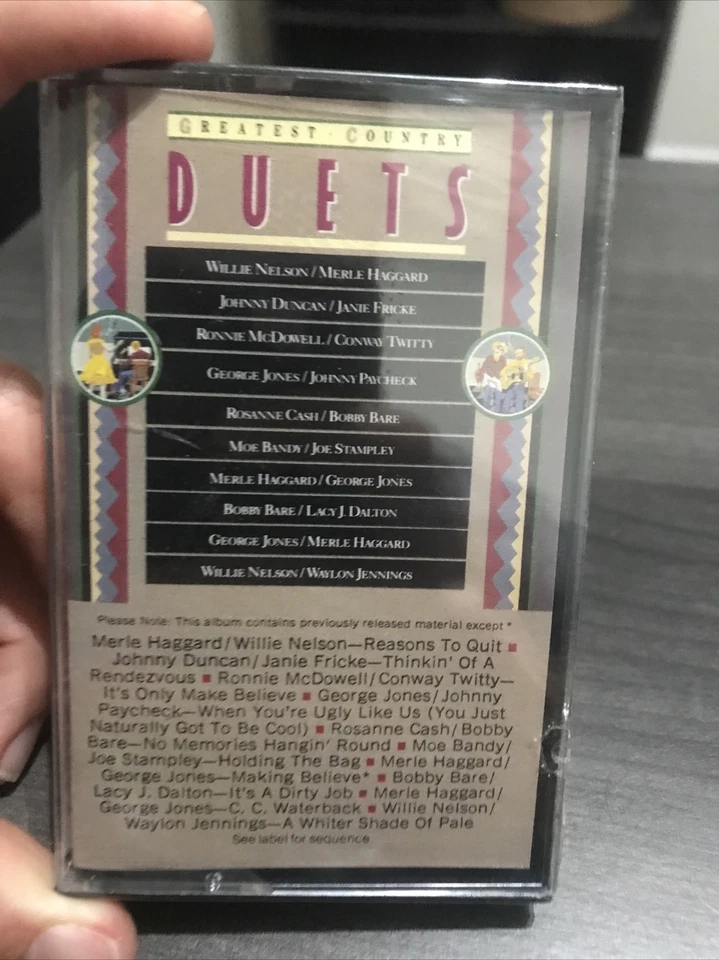 GREATEST · COUNTRY
DUETS
WILLIE NELSON / MERLE HAGGARD
JOHNNY DUNCAN / JANIE FRICKE
RONNIE MCDOWELL / CONWAY TWITTY
GEORGE JONES / JOHNNY PAYCHECK
ROSANNE CASH / BOBBY BARE
MOE BANDY / JOE STAMPLEY
MERLE HAGGARD / GEORGE JONES
BOBBY BARE / LACY J. DALTON
GEORGE JONES / MERLE HAGGARD
WILLIE NELSON / WAYLON JENNINGS
Please Note: This album contains previously released material except *
Merle Haggard/Willie Nelson—Reasons To Quit ■
Johnny Duncan/Janie Fricke—Thinkin' Of A
Rendezvous ■ Ronnie McDowell/Conway Twitty—
It's Only Make Believe ■ George Jones/Johnny
Paycheck—When You're Ugly Like Us (You Just
Naturally Got To Be Cool) ■ Rosanne Cash/Bobby
Bare—No Memories Hangin' Round ■ Moe Bandy/
Joe Stampley—Holding The Bag ■ Merle Haggard/
George Jones—Making Believe* ■ Bobby Bare/
Lacy J. Dalton—It's A Dirty Job ■ Merle Haggard/
George Jones—C. C. Waterback ■ Willie Nelson/
Waylon Jennings—A Whiter Shade Of Pale
See label for sequence